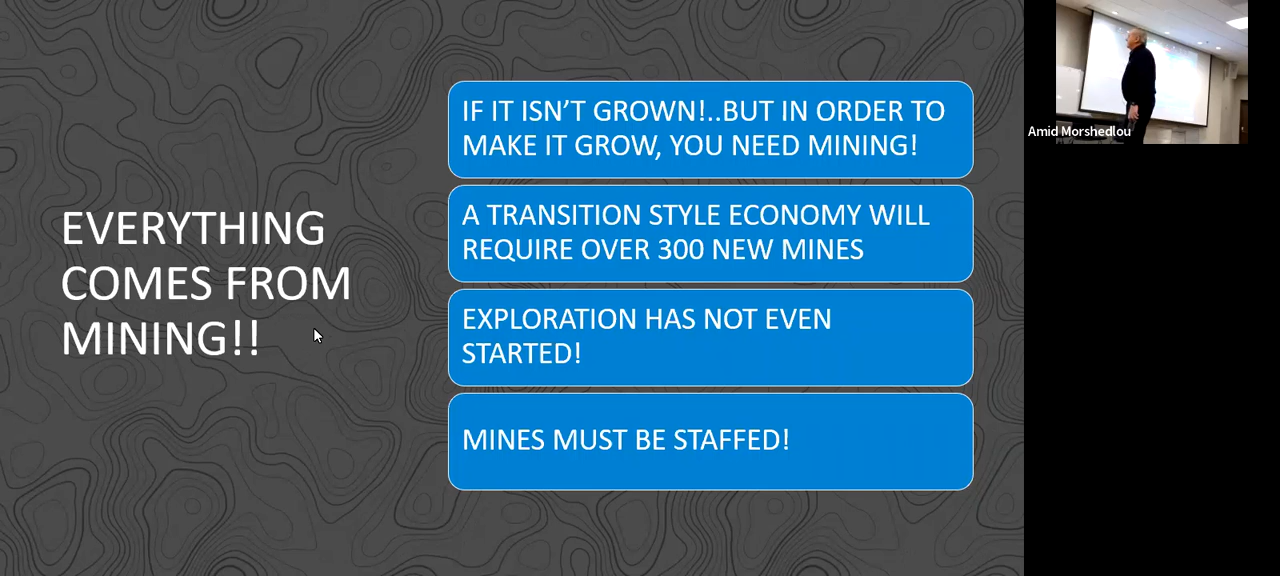 EVERYTHING
COMES FROM
MINING!!
IF IT ISN’T GROWN!..BUT IN ORDER TO
MAKE IT GROW, YOU NEED MINING!
A TRANSITION STYLE ECONOMY WILL
REQUIRE OVER 300 NEW MINES
EXPLORATION HAS NOT EVEN
STARTED!
MINES MUST BE STAFFED!
Amid Morshedlou